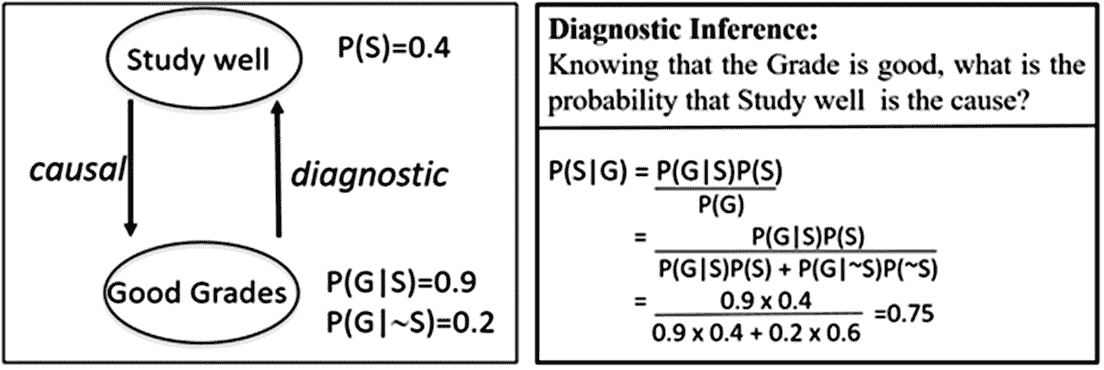 Study well
P(S)=0.4
causal
diagnostic
Good Grades
P(G|S)=0.9
P(G|~S)=0.2
Diagnostic Inference:
Knowing that the Grade is good, what is the
probability that Study well is the cause?
P(S|G) = P(G|S)P(S)
P(G)
= P(G|S)P(S)
P(G|S)P(S) + P(G|~S)P(~S)
= 0.9 x 0.4
0.9 x 0.4 + 0.2 x 0.6 =0.75